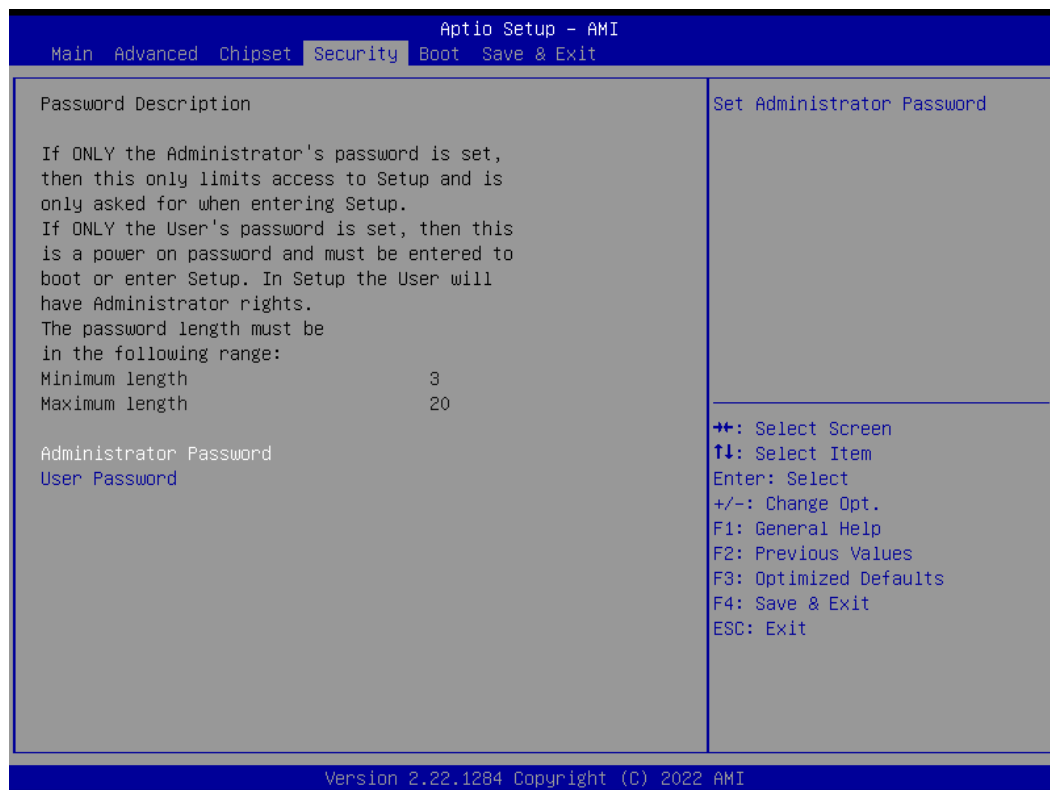 Aptio Setup – AMI
Main Advanced Chipset Security Boot Save & Exit
Password Description
If ONLY the Administrator's password is set,
then this only limits access to Setup and is
only asked for when entering Setup.
If ONLY the User's password is set, then this
is a power on password and must be entered to
boot or enter Setup. In Setup the User will
have Administrator rights.
The password length must be
in the following range:
Minimum length 3
Maximum length 20
Administrator Password
User Password
Set Administrator Password
→←: Select Screen
↑↓: Select Item
Enter: Select
+/-: Change Opt.
F1: General Help
F2: Previous Values
F3: Optimized Defaults
F4: Save & Exit
ESC: Exit
Version 2.22.1284 Copyright (C) 2022 AMI